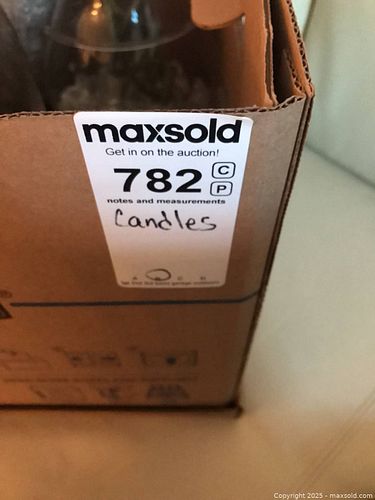 maxsold
Get in on the auction!
782 C
P
notes and measurements
Candles
Copyright 2025 - maxsold.com